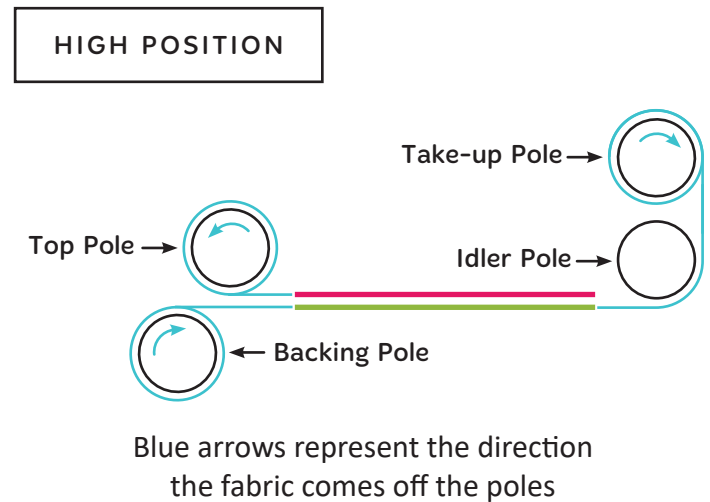 HIGH POSITION
Take-up Pole
Top Pole
Idler Pole
Backing Pole
Blue arrows represent the direction
the fabric comes off the poles